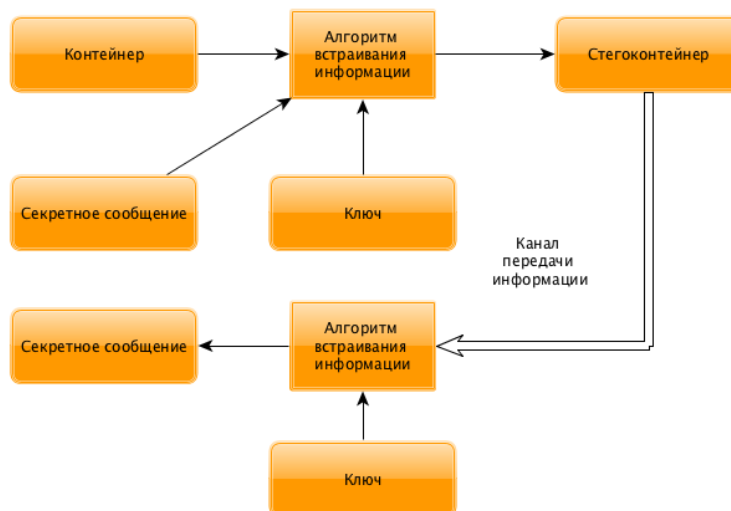 Контейнер
Алгоритм
встраивания
информации
Стегоконтейнер
Секретное сообщение
Ключ
Канал
передачи
информации
Секретное сообщение
Алгоритм
встраивания
информации
Ключ